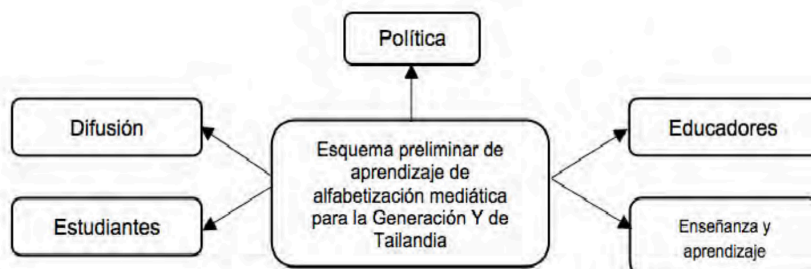 Política
Difusión
Educadores
Esquema preliminar de
aprendizaje de
alfabetización mediática
para la Generación Y de
Tailandia
Estudiantes
Enseñanza y
aprendizaje